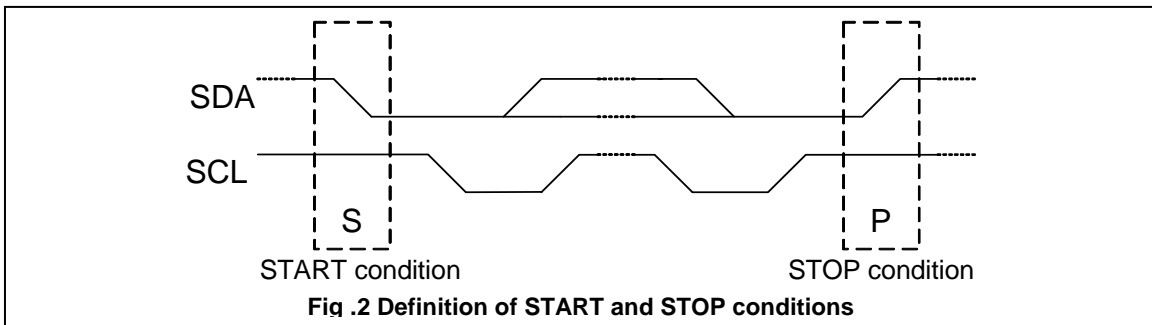 SDA
SCL
S
P
START condition
STOP condition
Fig .2 Definition of START and STOP conditions